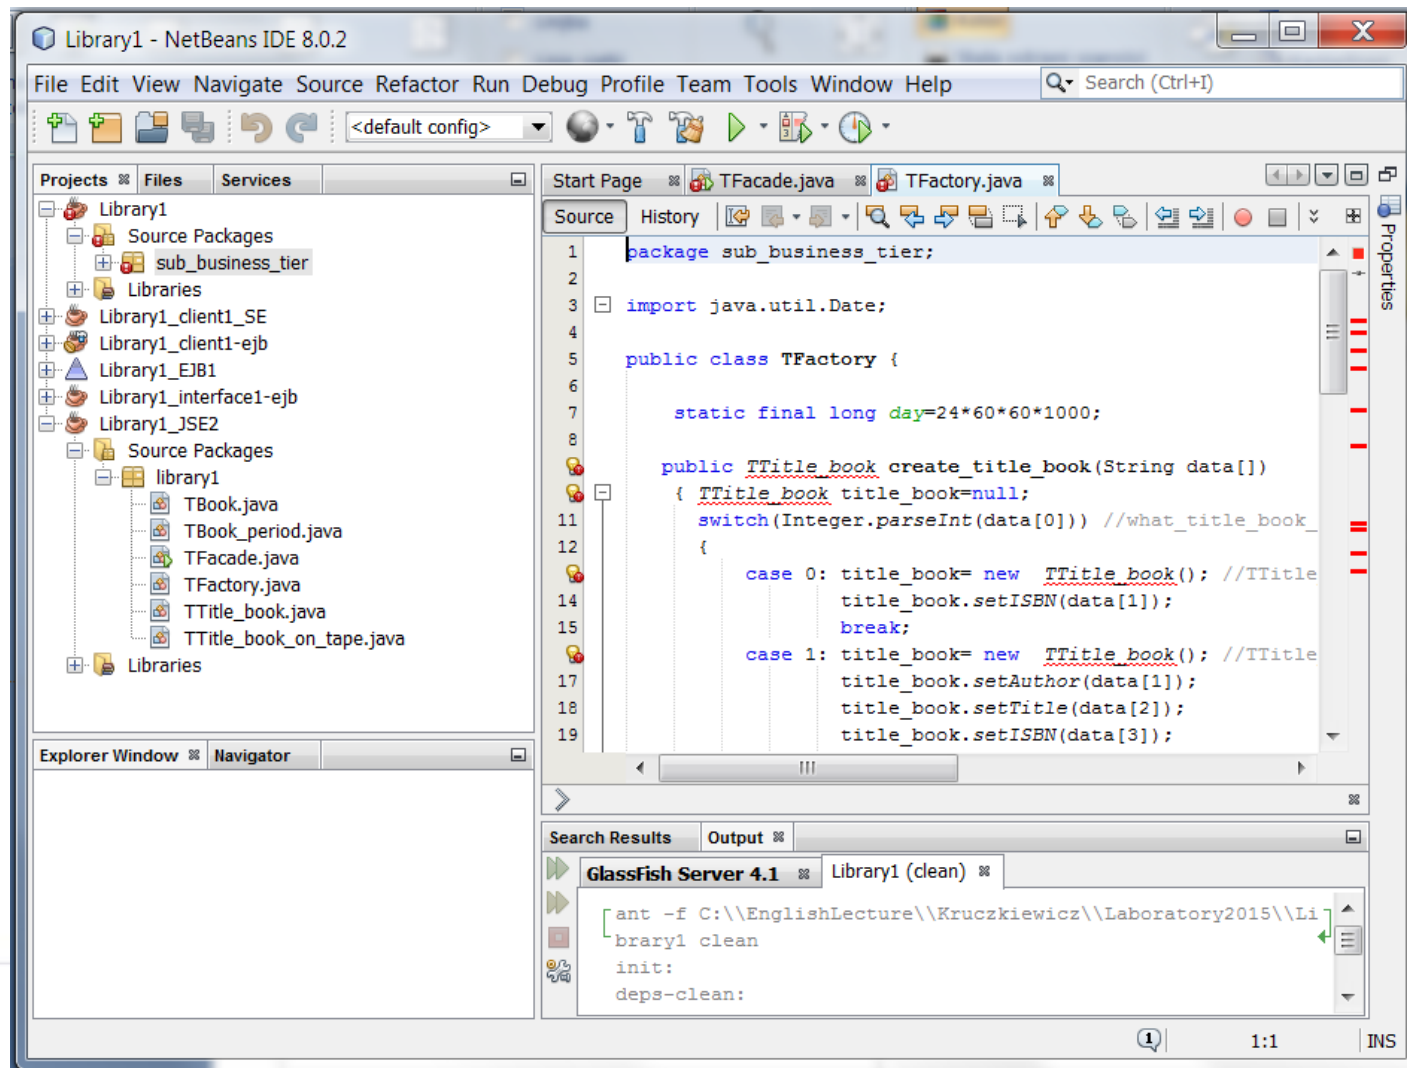 Library1 - NetBeans IDE 8.0.2
File Edit View Navigate Source Refactor Run Debug Profile Team Tools Window Help
Search (Ctrl+I)
<default config>
Projects Files Services
Library1
Source Packages
sub_business_tier
Libraries
Library1_client1_SE
Library1_client1-ejb
Library1_EJB1
Library1_interface1-ejb
Library1_JSE2
Source Packages
library1
TBook.java
TBook_period.java
TFacade.java
TFactory.java
TTitle_book.java
TTitle_book_on_tape.java
Libraries
Explorer Window Navigator
Start Page TFacade.java TFactory.java
Source History
Properties
1 package sub_business_tier;
2
3 import java.util.Date;
4
5 public class TFactory {
6
7 static final long day=24*60*60*1000;
8
public TTitle_book create_title_book(String data[])
{ TTitle_book title_book=null;
11 switch(Integer.parseInt(data[0])) //what_title_book_
12 {
case 0: title_book= new TTitle_book(); //TTitle
14 title_book.setISBN(data[1]);
15 break;
case 1: title_book= new TTitle_book(); //TTitle
17 title_book.setAuthor(data[1]);
18 title_book.setTitle(data[2]);
19 title_book.setISBN(data[3]);
Search Results Output
GlassFish Server 4.1 Library1 (clean)
ant -f C:\\EnglishLecture\\Kruczkiewicz\\Laboratory2015\\Li
brary1 clean
init:
deps-clean:
1 1:1 INS